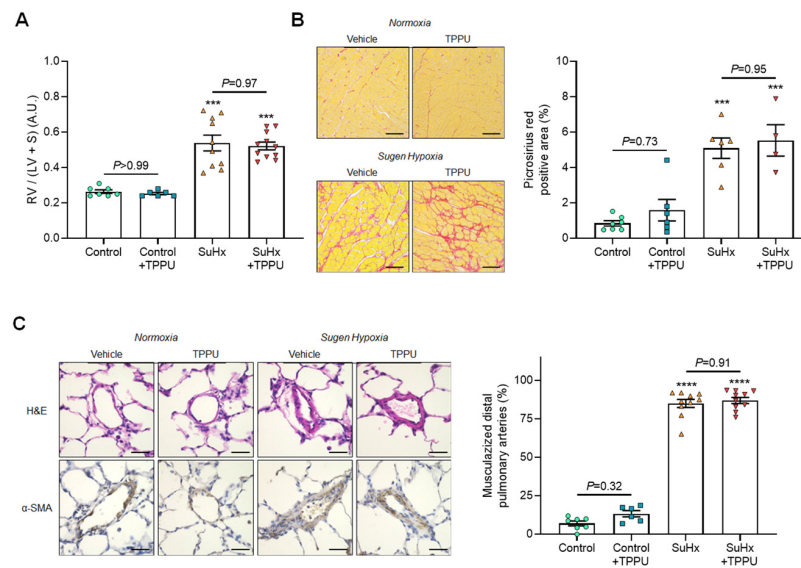 A
RV / (LV + S) (A.U.)
1.0
0.8
0.6
0.4
0.2
0.0
P>0.99
***
P=0.97
***
Control
Control
+TPPU
SuHx
SuHx
+TPPU
B
Normoxia
Vehicle
TPPU
Sugen Hypoxia
Vehicle
TPPU
Picrosirius red
positive area (%)
10
8
6
4
2
0
P=0.73
***
P=0.95
***
Control
Control
+TPPU
SuHx
SuHx
+TPPU
C
Normoxia
Sugen Hypoxia
Vehicle
TPPU
Vehicle
TPPU
H&E
α-SMA
Musculazized distal
pulmonary arteries (%)
100
75
50
25
0
P=0.32
****
P=0.91
****
Control
Control
+TPPU
SuHx
SuHx
+TPPU